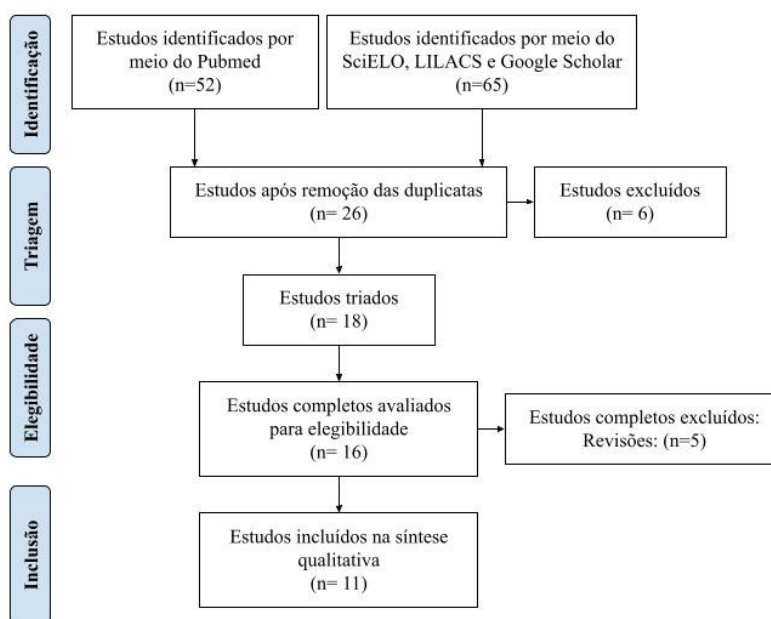 Identificação
Estudos identificados por
meio do Pubmed
(n=52)
Estudos identificados por meio do
SciELO, LILACS e Google Scholar
(n=65)
Triagem
Estudos após remoção das duplicatas
(n= 26)
Estudos excluídos
(n= 6)
Estudos triados
(n= 18)
Elegibilidade
Estudos completos avaliados
para elegibilidade
(n= 16)
Estudos completos excluídos:
Revisões: (n=5)
Inclusão
Estudos incluídos na síntese
qualitativa
(n= 11)